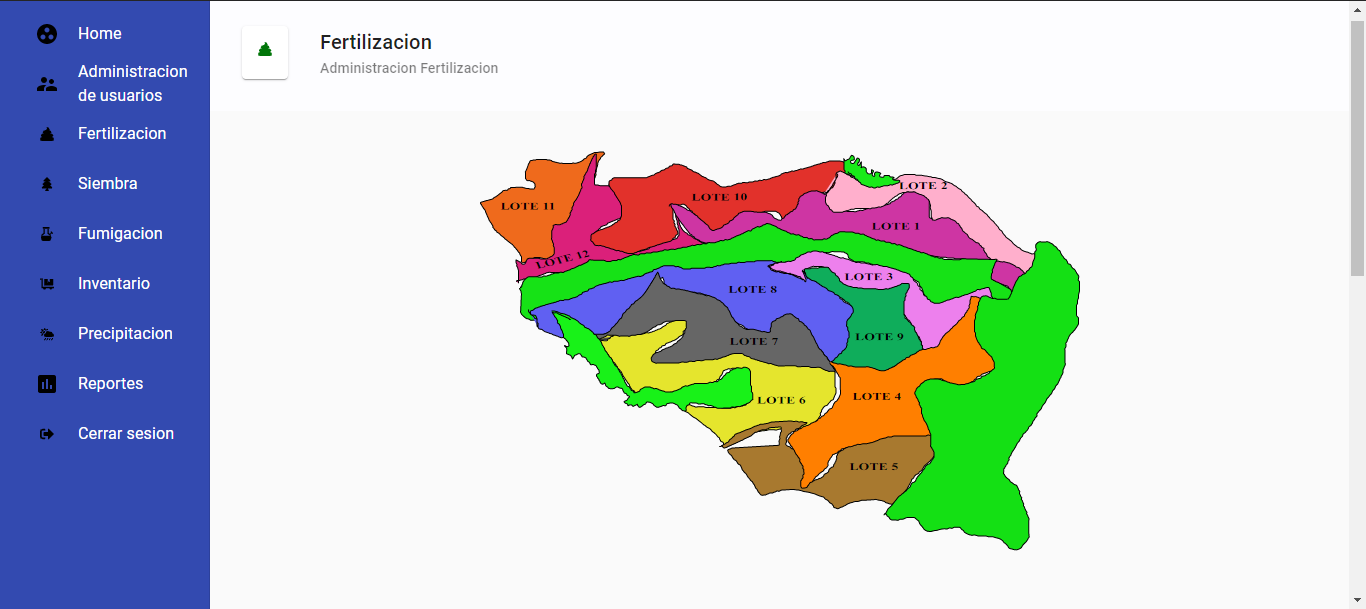 Home
Administracion
de usuarios
Fertilizacion
Siembra
Fumigacion
Inventario
Precipitacion
Reportes
Cerrar sesion
Fertilizacion
Administracion Fertilizacion
LOTE 11
LOTE 10
LOTE 2
LOTE 1
LOTE 12
LOTE 3
LOTE 8
LOTE 9
LOTE 7
LOTE 6
LOTE 4
LOTE 5